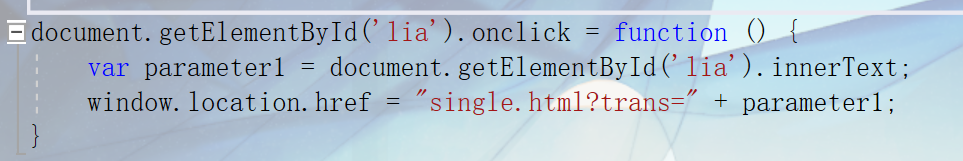 document.getElementById('lia').onclick = function () {
    var parameter1 = document.getElementById('lia').innerText;
    window.location.href = "single.html?trans=" + parameter1;
}